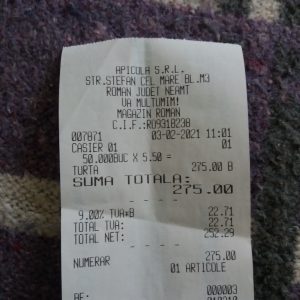 APICOLA S.R.L.
STR.STEFAN CEL MARE BL.M3
ROMAN JUDET NEAMT
VA MULTUMIM!
MAGAZIN ROMAN
C.I.F.:RO9318238
007871 03-02-2021 11:01
CASIER 01 01
50.000BUC X 5.50 =
TURTA 275.00 B
SUMA TOTALA:
275.00
- - - -
9.00% TVA:B 22.71
TOTAL TVA: 22.71
TOTAL NET: 252.29
- - - -
NUMERAR 275.00
01 ARTICOLE
- - - -
BF: 000003